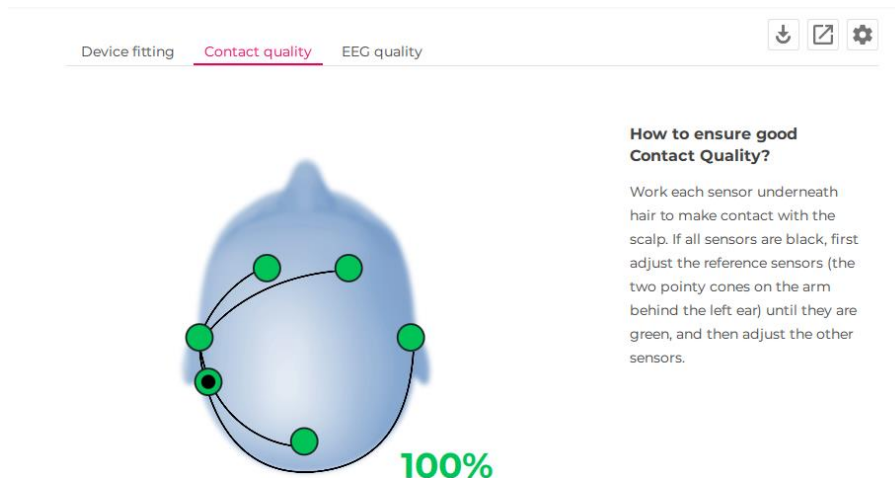 Device fitting Contact quality EEG quality
How to ensure good
Contact Quality?
Work each sensor underneath
hair to make contact with the
scalp. If all sensors are black, first
adjust the reference sensors (the
two pointy cones on the arm
behind the left ear) until they are
green, and then adjust the other
sensors.
100%